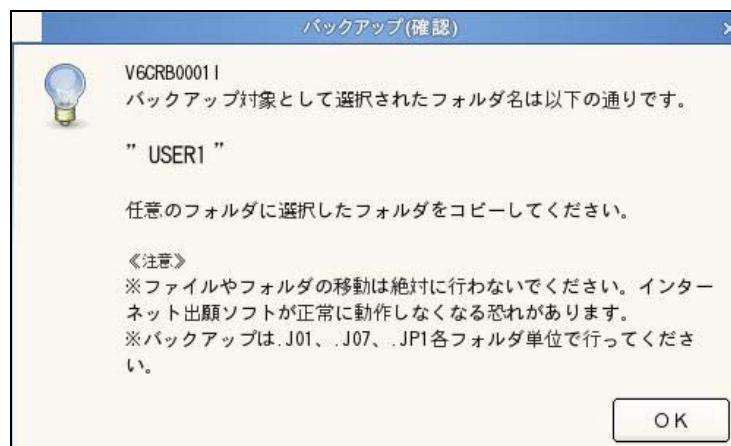 バックアップ(確認)
V6CRB0001I
バックアップ対象として選択されたフォルダ名は以下の通りです。
” USER1 ”
任意のフォルダに選択したフォルダをコピーしてください。
≪注意≫
※ファイルやフォルダの移動は絶対に行わないでください。インター
ネット出願ソフトが正常に動作しなくなる恐れがあります。
※バックアップは.J01、.J07、.JP1各フォルダ単位で行ってくださ
い。
OK